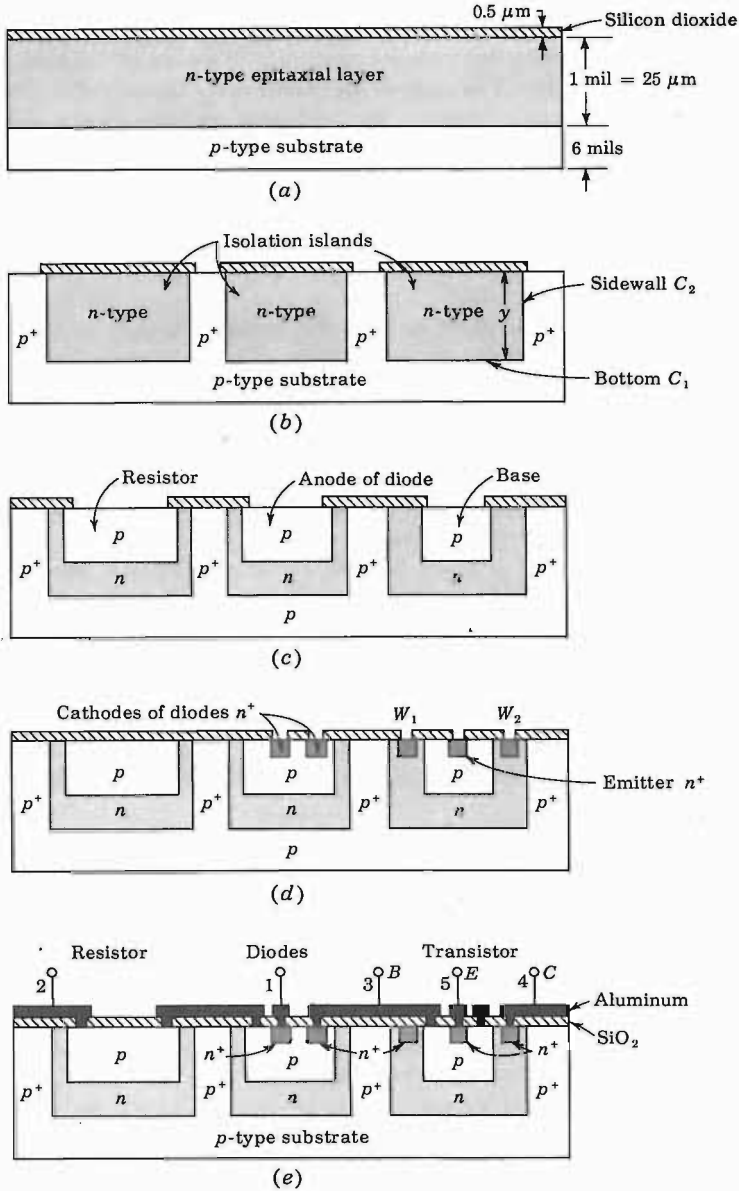 0.5 μm
Silicon dioxide
n-type epitaxial layer
1 mil = 25 μm
p-type substrate
6 mils
(a)
Isolation islands
n-type
n-type
n-type
y
Sidewall C₂
p⁺
p⁺
p⁺
p⁺
p-type substrate
Bottom C₁
(b)
Resistor
Anode of diode
Base
p
p
p
p⁺
n
p⁺
n
p⁺
n
p⁺
p
(c)
Cathodes of diodes n⁺
W₁
W₂
p
p
p
Emitter n⁺
p⁺
n
p⁺
n
p⁺
n
p⁺
p
(d)
Resistor
Diodes
Transistor
2
1
3
B
5
E
4
C
Aluminum
SiO₂
p
n⁺
p
n⁺
p
n⁺
p⁺
n
p⁺
n
p⁺
n
p⁺
p-type substrate
(e)